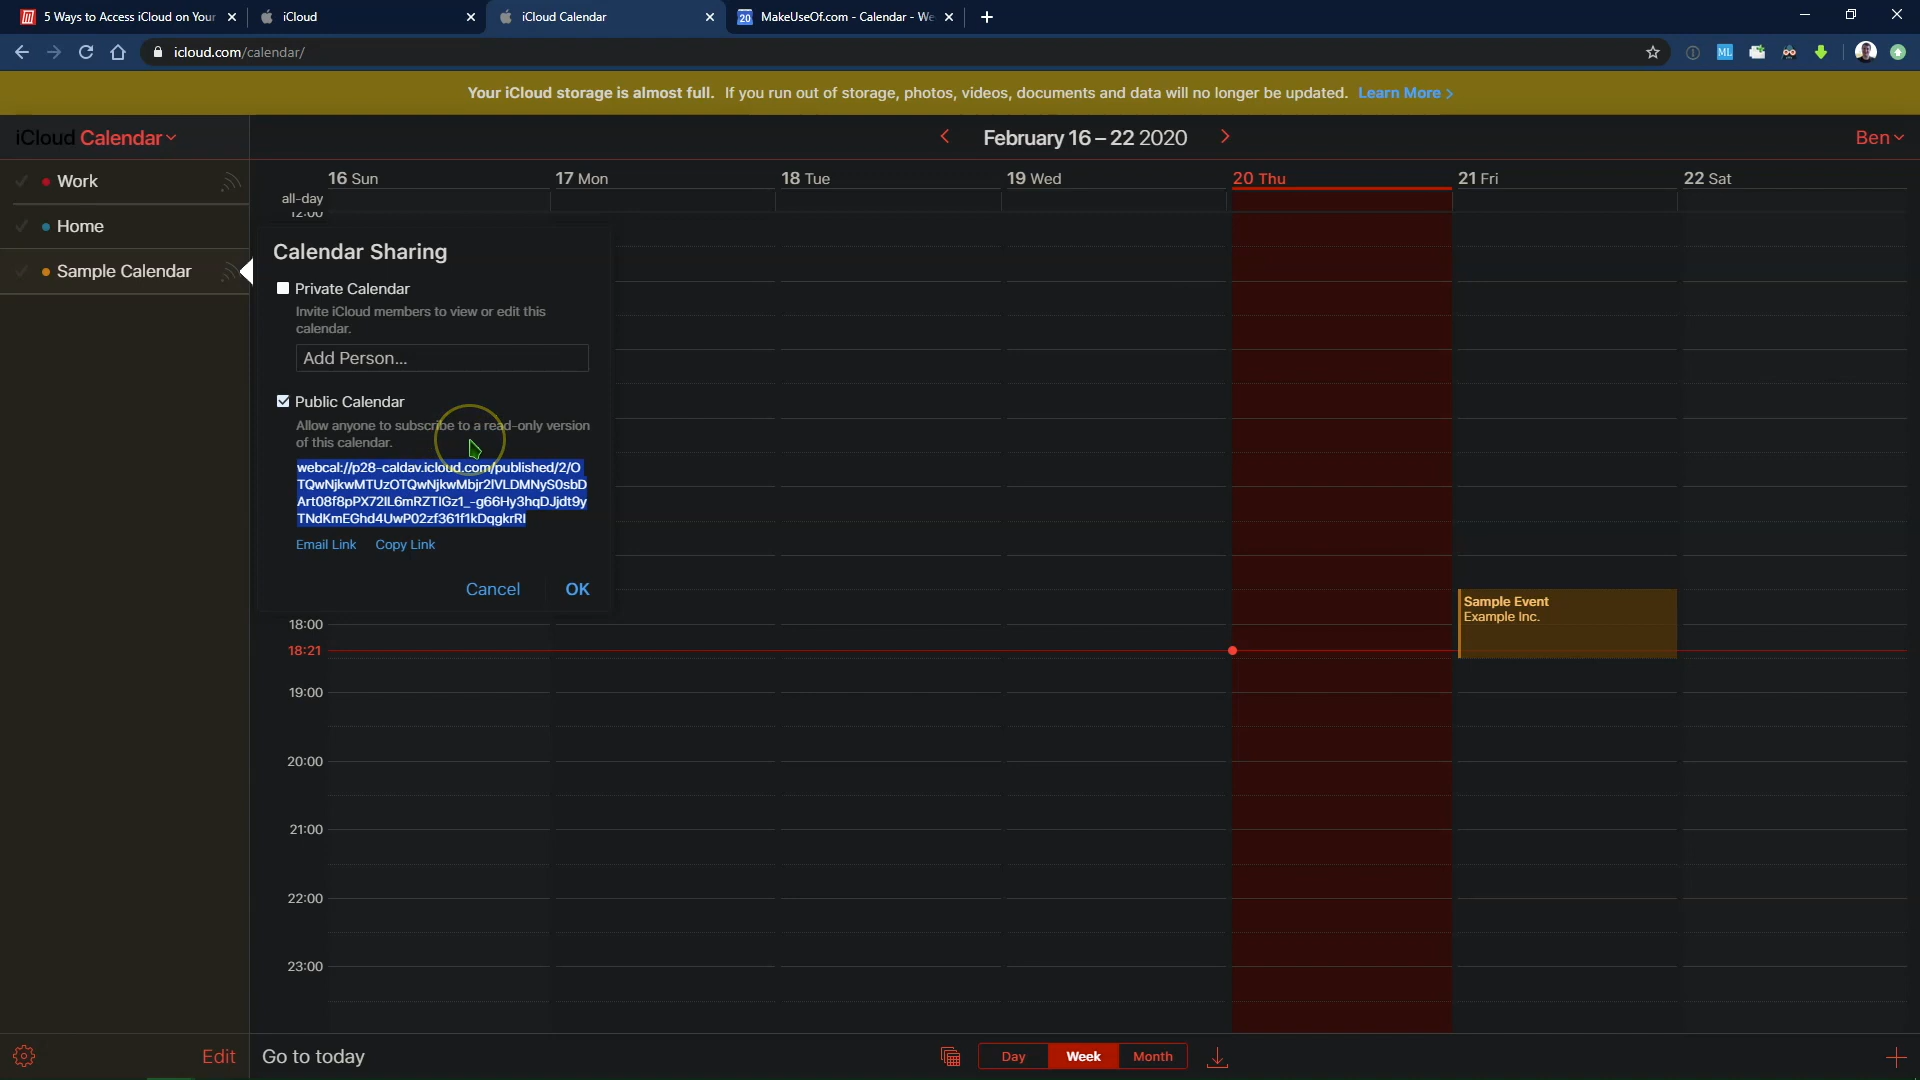 5 Ways to Access iCloud on Your
iCloud
iCloud Calendar
20 MakeUseOf.com - Calendar - We
icloud.com/calendar/
ML
Your iCloud storage is almost full. If you run out of storage, photos, videos, documents and data will no longer be updated. Learn More >
iCloud Calendar
February 16 – 22 2020
Ben
Work
Home
Sample Calendar
16 Sun
17 Mon
18 Tue
19 Wed
20 Thu
21 Fri
22 Sat
all-day
12:00
Calendar Sharing
Private Calendar
Invite iCloud members to view or edit this
calendar.
Add Person...
Public Calendar
Allow anyone to subscribe to a read-only version
of this calendar.
webcal://p28-caldav.icloud.com/published/2/O
TQwNjkwMTUzOTQwNjkwMbjr2lVLDMNyS0sbD
Art08f8pPX72lL6mRZTlGz1_-g66Hy3hqDJjdt9y
TNdKmEGhd4UwP02zf361f1kDqgkrRI
Email Link Copy Link
Cancel OK
Sample Event
Example Inc.
18:00
18:21
19:00
20:00
21:00
22:00
23:00
Edit
Go to today
Day Week Month